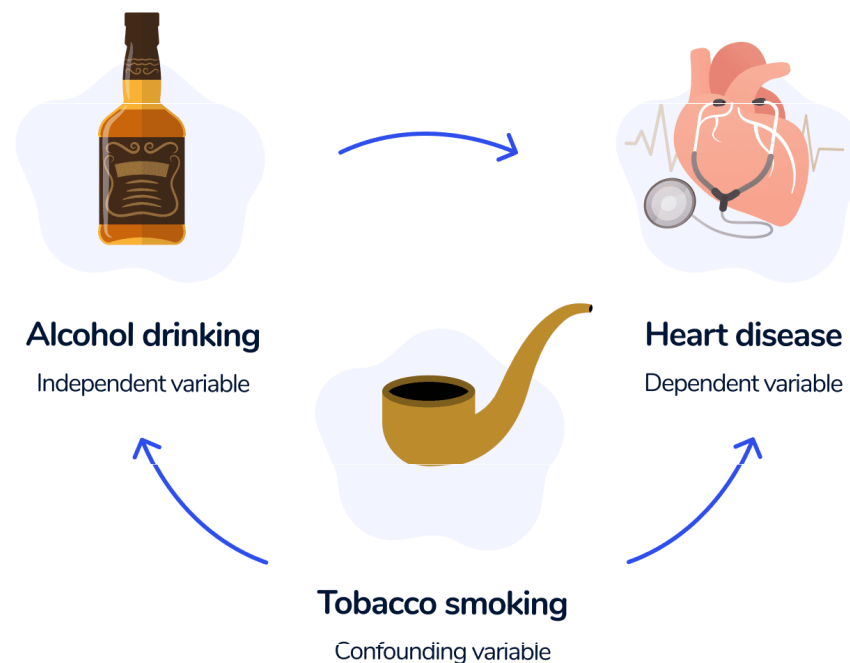 Alcohol drinking
Independent variable
Heart disease
Dependent variable
Tobacco smoking
Confounding variable